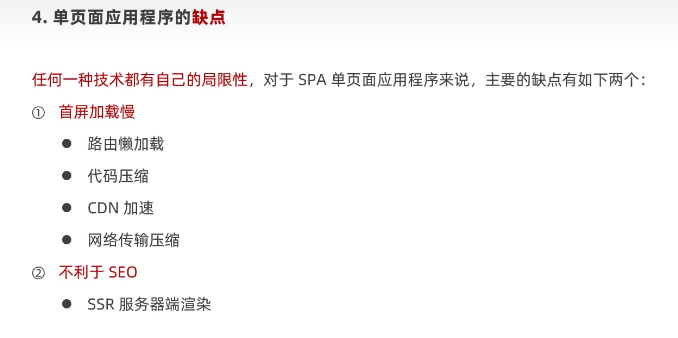 4. 单页面应用程序的缺点
任何一种技术都有自己的局限性，对于 SPA 单页面应用程序来说，主要的缺点有如下两个：
① 首屏加载慢
● 路由懒加载
● 代码压缩
● CDN 加速
● 网络传输压缩
② 不利于 SEO
● SSR 服务器端渲染